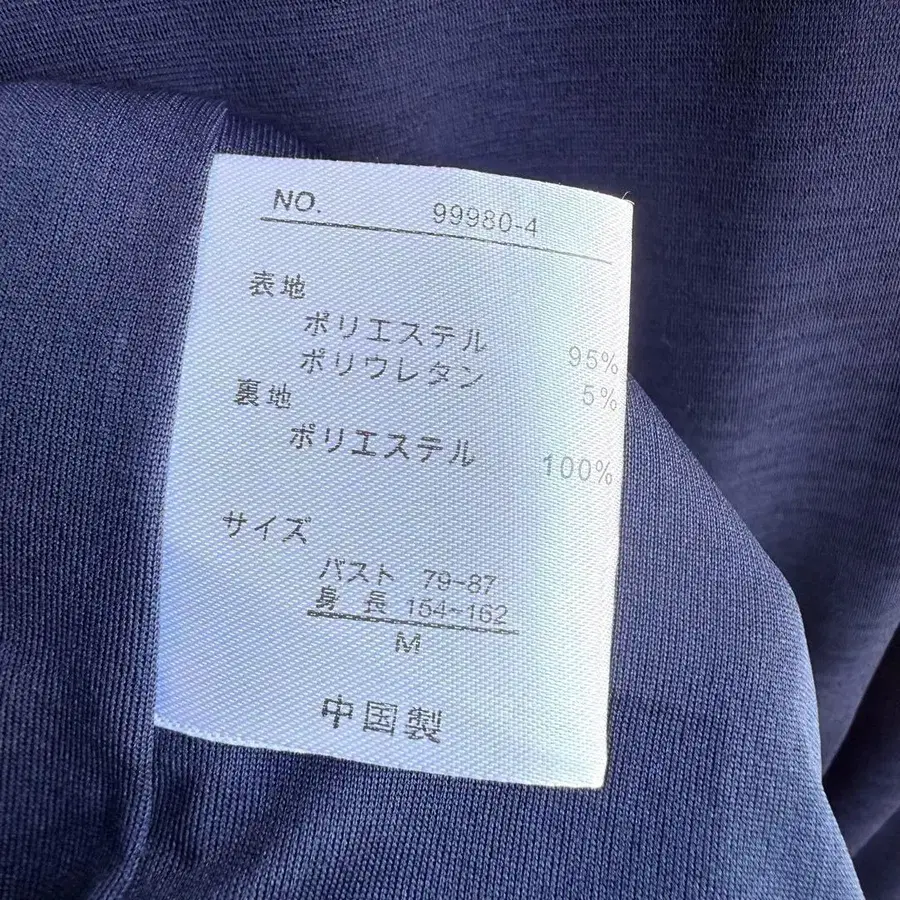 NO. 99980-4
表地
ポリエステル 95%
ポリウレタン 5%
裏地
ポリエステル 100%
サイズ
バスト 79-87
身長 154-162
M
中国製